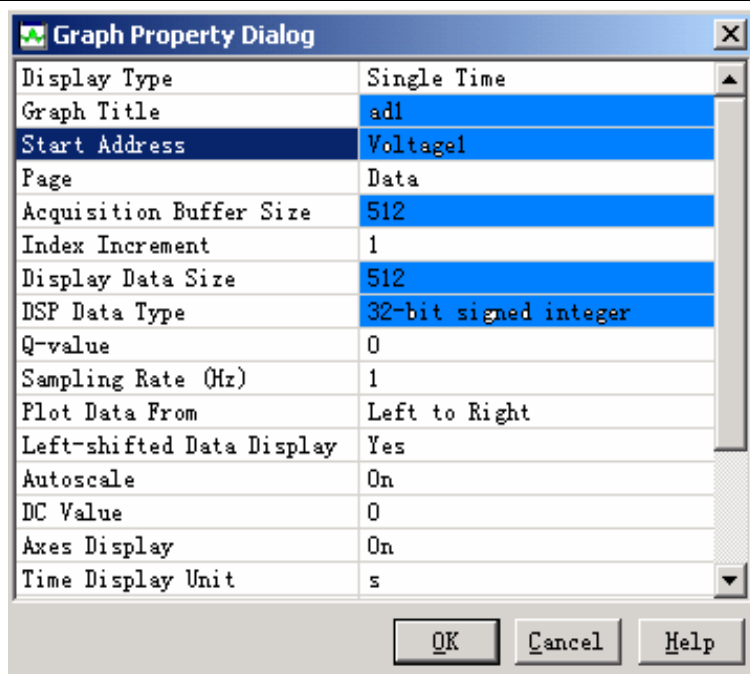 Graph Property Dialog
Display Type Single Time
Graph Title ad1
Start Address Voltage1
Page Data
Acquisition Buffer Size 512
Index Increment 1
Display Data Size 512
DSP Data Type 32-bit signed integer
Q-value 0
Sampling Rate (Hz) 1
Plot Data From Left to Right
Left-shifted Data Display Yes
Autoscale On
DC Value 0
Axes Display On
Time Display Unit s
OK Cancel Help